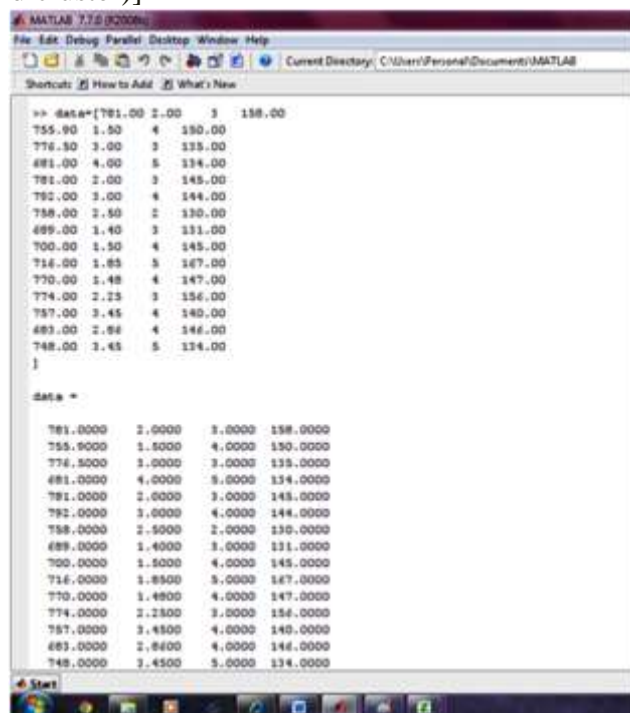 MATLAB 7.7.0 (R2008b)
File Edit Debug Parallel Desktop Window Help
Current Directory: C:\Users\Personal\Documents\MATLAB
Shortcuts How to Add What's New
>> data=[781.00 2.00 3 158.00
755.90 1.50 4 150.00
776.50 3.00 3 135.00
681.00 4.00 5 134.00
781.00 2.00 3 145.00
792.00 3.00 4 144.00
758.00 2.50 2 130.00
689.00 1.40 3 131.00
700.00 1.50 4 145.00
716.00 1.85 5 167.00
770.00 1.48 4 147.00
774.00 2.25 3 156.00
757.00 3.45 4 140.00
683.00 2.86 4 146.00
748.00 3.45 5 134.00
]
data =
781.0000 2.0000 3.0000 158.0000
755.9000 1.5000 4.0000 150.0000
776.5000 3.0000 3.0000 135.0000
681.0000 4.0000 5.0000 134.0000
781.0000 2.0000 3.0000 145.0000
792.0000 3.0000 4.0000 144.0000
758.0000 2.5000 2.0000 130.0000
689.0000 1.4000 3.0000 131.0000
700.0000 1.5000 4.0000 145.0000
716.0000 1.8500 5.0000 167.0000
770.0000 1.4800 4.0000 147.0000
774.0000 2.2500 3.0000 156.0000
757.0000 3.4500 4.0000 140.0000
683.0000 2.8600 4.0000 146.0000
748.0000 3.4500 5.0000 134.0000
Start